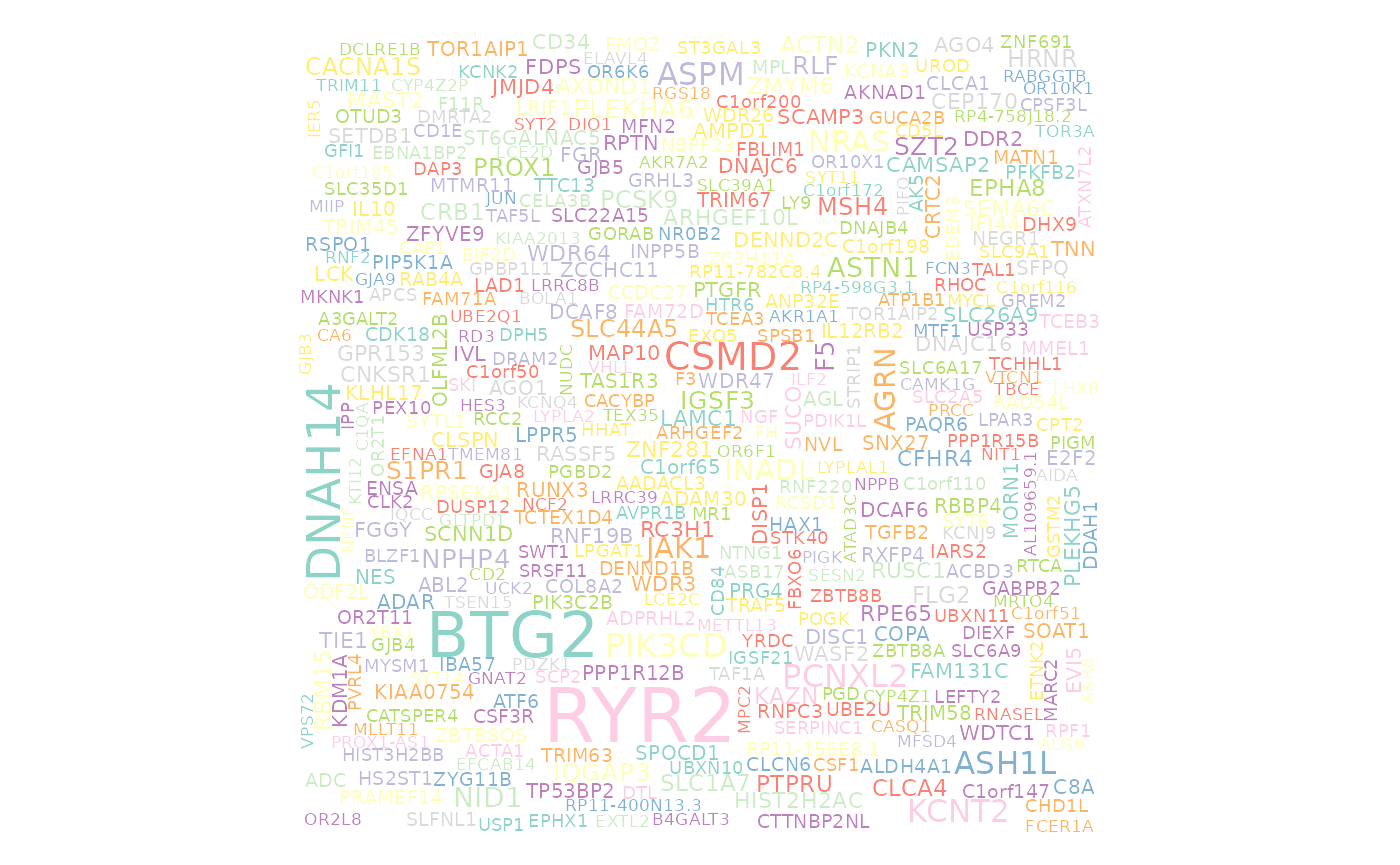 DCLRE1B TOR1AIP1 CD34 FMO2 ST3GAL3 ACTN2 PKN2 AGO4 ZNF691
CACNA1S KCNK2 FDPS ELAVL4 OR6K6 ASPM MPL RLF KCNA3 UROD HRNR
TRIM11 CYP4Z2P JMJD4 AXDND1 RGS18 ZMYM6 AKNAD1 CLCA1 RABGGTB OR10K1
IER5 MAST2 F11R LRIF1 PLEKHA6 C1orf200 CEP170 CPSF3L
OTUD3 DMRTA2 SYT2 DIO1 MFN2 WDR26 SCAMP3 GUCA2B RP4-758J18.2
SETDB1 CD1E ST6GALNAC5 RPTN AMPD1 NRAS CD5L DDR2 TOR3A
GFI1 EBNA1BP2 LCE2D FGR NBPF23 FBLIM1 SZT2 MATN1 ATXN7L2
C1orf185 DAP3 PROX1 GJB5 AKR7A2 DNAJC6 OR10X1 CAMSAP2 PFKFB2
SLC35D1 MTMR11 TTC13 GRHL3 SLC39A1 SYT11 C1orf172 AK5 EPHA8
MIIP IL10 JUN CELA3B PCSK9 TRIM67 LY9 MSH4 PIFO CRTC2 SEMA6C
TRIM45 CRB1 TAF5L SLC22A15 ARHGEF10L DNAJB4 EDEM3 IFI44 DHX9
RSPO1 ZFYVE9 KIAA2013 GORAB NR0B2 DENND2C C1orf198 NEGR1 TNN
RNF2 CAP1 EIF2D WDR64 INPP5B ZC3H11A SLC9A1
PIP5K1A GPBP1L1 ZCCHC11 RP11-782C8.4 ASTN1 FCN3 TAL1 SFPQ
LCK GJA9 RAB4A LAD1 LRRC8B CCDC27 PTGFR RP4-598G3.1 RHOC C1orf116
MKNK1 APCS FAM71A BOLA1 HTR6 ANP32E ATP1B1 MYCL GREM2
A3GALT2 UBE2Q1 DCAF8 FAM72D TCEA3 AKR1A1 TOR1AIP2 SLC26A9 TCEB3
GJB3 CA6 CDK18 OLFML2B RD3 DPH5 SLC44A5 EXO5 SPSB1 IL12RB2 MTF1 USP33
GPR153 IVL DRAM2 NUDC MAP10 CSMD2 F5 STRIP1 DNAJC16 MMEL1
CNKSR1 C1orf50 VHLL SLC6A17 TCHHL1
KLHL17 SKI AGO1 TAS1R3 F3 WDR47 ILF2 AGRN CAMK1G VTCN1 LHX8
DNAH14 IPP PEX10 HES3 KCNQ4 CACYBP IGSF3 SUCO AGL SLC2A5 TBCE RAD54L
C1QA OR2T1 SYTL1 RCC2 LYPLA2 TEX35 LAMC1 NGF PDIK1L PRCC LPAR3
CLSPN LPPR5 HHAT ARHGEF2 FH PAQR6 CPT2
EFNA1 TMEM81 RASSF5 ZNF281 OR6F1 NVL SNX27 PPP1R15B PIGM
KTI12 S1PR1 GJA8 PGBD2 C1orf65 INADL LYPLAL1 CFHR4 NIT1 E2F2
ENSA RPS6KA1 RUNX3 AADACL3 RNF220 NPPB C1orf110 MORN1 AL109659.1 AIDA
CLK2 DUSP12 NCF2 LRRC39 ADAM30 DISP1 RCSD1 RBBP4 PLEKHG5
IQCC GLTPD1 TCTEX1D4 AVPR1B MR1 ATAD3C DCAF6 GSTM2
FGGY SCNN1D RNF19B RC3H1 HAX1 TGFB2 KCNJ9 DDAH1
BLZF1 NPHP4 SWT1 LPGAT1 JAK1 NTNG1 STK40 PIGK RXFP4 IARS2
NES CD2 SRSF11 DENND1B CD84 ASB17 FBXO6 SESN2 RUSC1 ACBD3 RTCA
ODF2L ABL2 UCK2 COL8A2 WDR3 PRG4 ZBTB8B FLG2 GABPB2
ADAR TSEN15 PIK3C2B LCE2C TRAF5 MRTO4
OR2T11 BTG2 ADPRHL2 METTL13 POGK RPE65 UBXN11 C1orf51
TIE1 GJB4 PIK3CD YRDC DISC1 COPA DIEXF SOAT1
RBM15 KDM1A PVRL4 MYSM1 IBA57 PDZK1 IGSF21 WASF2 ZBTB8A SLC6A9 ETNK2 EVI5
GNAT2 SCP2 PPP1R12B TAF1A PCNXL2 FAM131C MARC2
KIAA0754 ATF6 RYR2 MPC2 KAZN PGD CYP4Z1 LEFTY2
VPS72 CATSPER4 CSF3R RNPC3 UBE2U TRIM58 RNASEL
MLLT11 SERPINC1 CASQ1 WDTC1 RPF1
PROX1-AS1 ZBTB8OS MFSD4 ALG6
HIST3H2BB ACTA1 TRIM63 SPOCD1 RP11-156E8.1
EFCAB14 IQGAP3 UBXN10 CLCN6 CSF1 ALDH4A1 ASH1L
ADC HS2ST1 ZYG11B TP53BP2 SLC1A7 PTPRU CLCA4 C1orf147 C8A
PRAMEF14 NID1 RP11-400N13.3 DTL HIST2H2AC KCNT2 CHD1L
OR2L8 SLFNL1 USP1 EPHX1 EXTL2 B4GALT3 CTTNBP2NL FCER1A